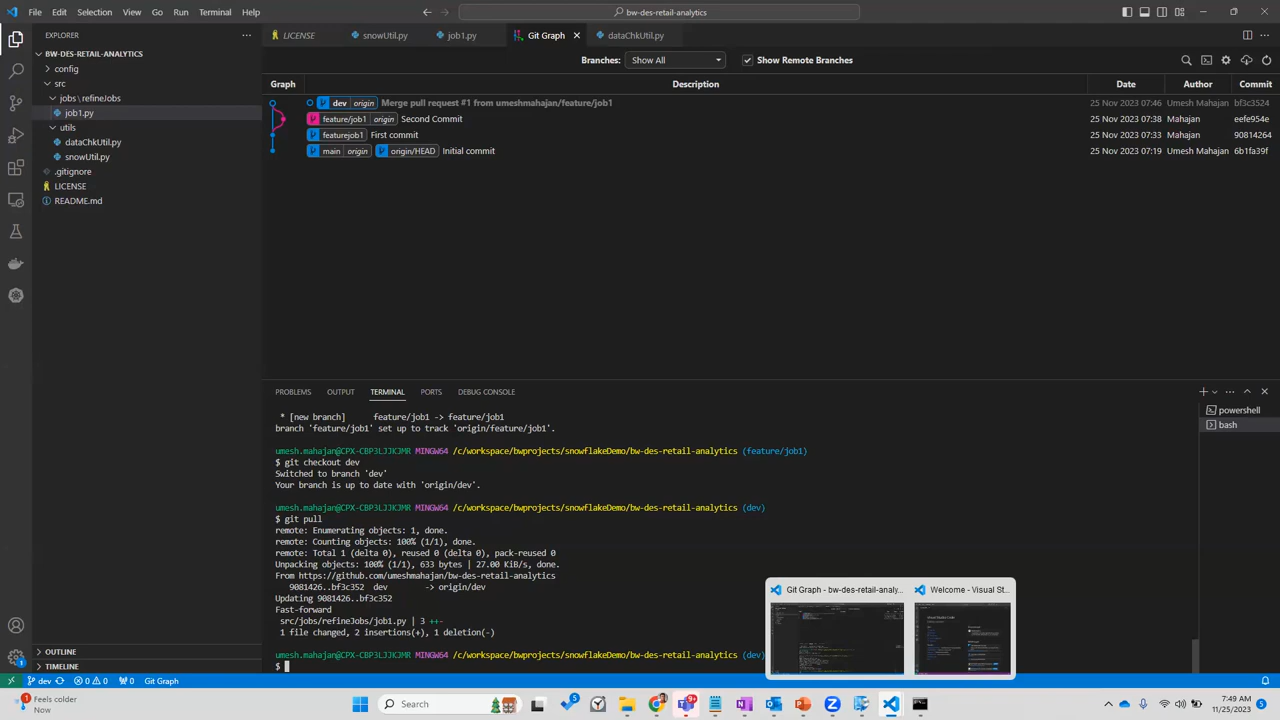 File Edit Selection View Go Run Terminal Help
bw-des-retail-analytics
EXPLORER
BW-DES-RETAIL-ANALYTICS
config
src
jobs \ refineJobs
job1.py
utils
dataChkUtil.py
snowUtil.py
.gitignore
LICENSE
README.md
OUTLINE
TIMELINE
LICENSE snowUtil.py job1.py Git Graph dataChkUtil.py
Branches: Show All Show Remote Branches
Graph Description Date Author Commit
dev origin Merge pull request #1 from umeshmahajan/feature/job1 25 Nov 2023 07:46 Umesh Mahajan bf3c3524
feature/job1 origin Second Commit 25 Nov 2023 07:38 Mahajan eefe954e
featurejob1 First commit 25 Nov 2023 07:33 Mahajan 90814264
main origin origin/HEAD Initial commit 25 Nov 2023 07:19 Umesh Mahajan 6b1fa39f
PROBLEMS OUTPUT TERMINAL PORTS DEBUG CONSOLE
powershell
bash
* [new branch] feature/job1 -> feature/job1
branch 'feature/job1' set up to track 'origin/feature/job1'.
umesh.mahajan@CPX-CBP3LJJKJMR MINGW64 /c/workspace/bwprojects/snowflakeDemo/bw-des-retail-analytics (feature/job1)
$ git checkout dev
Switched to branch 'dev'
Your branch is up to date with 'origin/dev'.
umesh.mahajan@CPX-CBP3LJJKJMR MINGW64 /c/workspace/bwprojects/snowflakeDemo/bw-des-retail-analytics (dev)
$ git pull
remote: Enumerating objects: 1, done.
remote: Counting objects: 100% (1/1), done.
remote: Total 1 (delta 0), reused 0 (delta 0), pack-reused 0
Unpacking objects: 100% (1/1), 633 bytes | 27.00 KiB/s, done.
From https://github.com/umeshmahajan/bw-des-retail-analytics
9081426..bf3c352 dev -> origin/dev
Updating 9081426..bf3c352
Fast-forward
src/jobs/refineJobs/job1.py | 3 ++-
1 file changed, 2 insertions(+), 1 deletion(-)
umesh.mahajan@CPX-CBP3LJJKJMR MINGW64 /c/workspace/bwprojects/snowflakeDemo/bw-des-retail-analytics (dev)
Git Graph - bw-des-retail-analy... Welcome - Visual St...
dev 0 0 0 Git Graph
1
Feels colder
Now
Search
5
9+
7:49 AM
11/25/2023
5